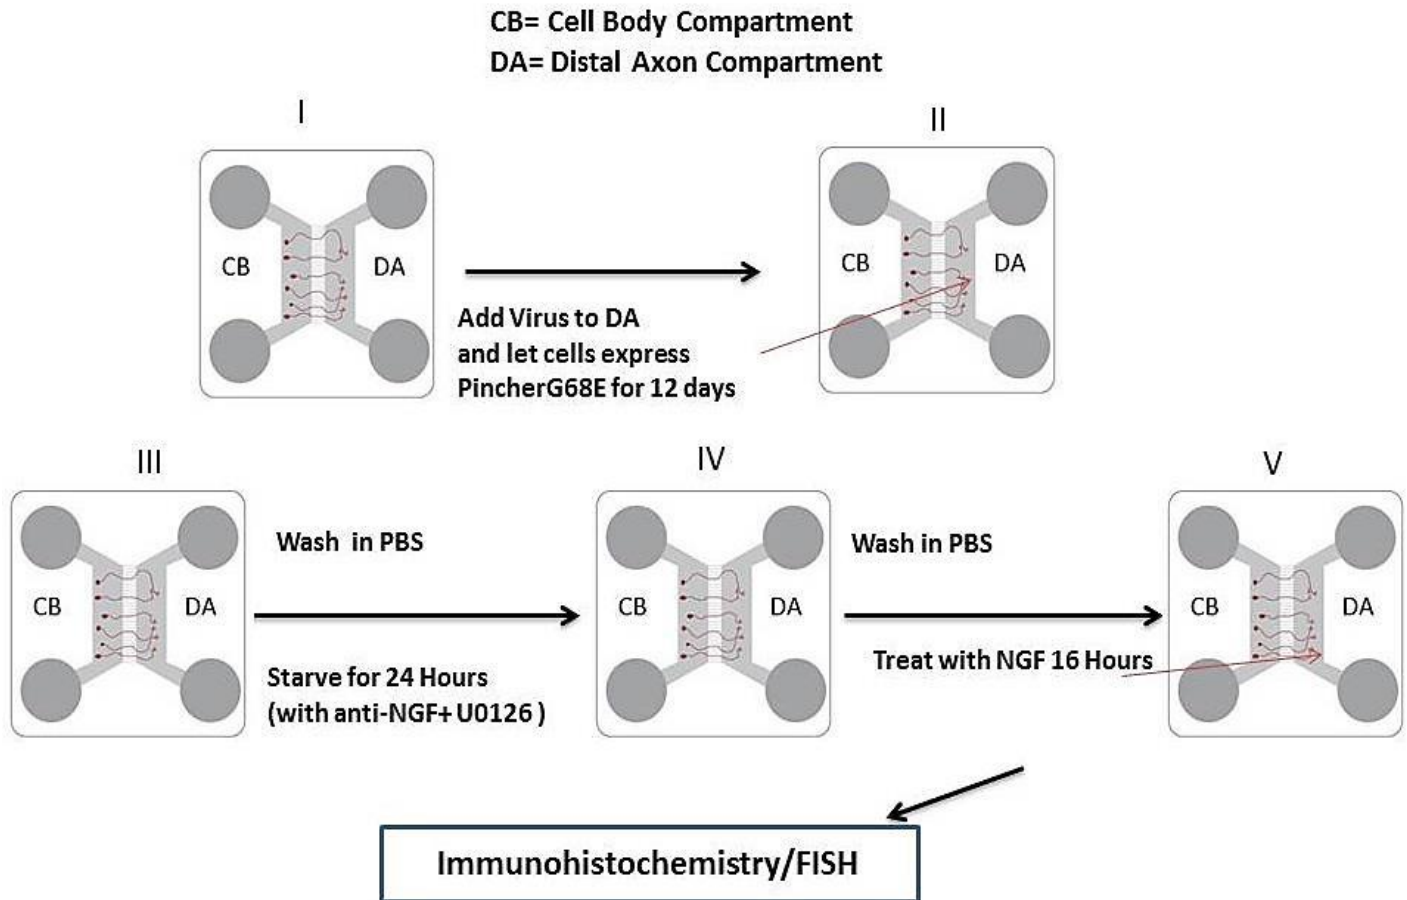 CB= Cell Body Compartment
DA= Distal Axon Compartment
I
II
CB
DA
CB
DA
Add Virus to DA
and let cells express
PincherG68E for 12 days
III
IV
V
Wash in PBS
Wash in PBS
CB
DA
CB
DA
CB
DA
Starve for 24 Hours
(with anti-NGF+ U0126 )
Treat with NGF 16 Hours
Immunohistochemistry/FISH